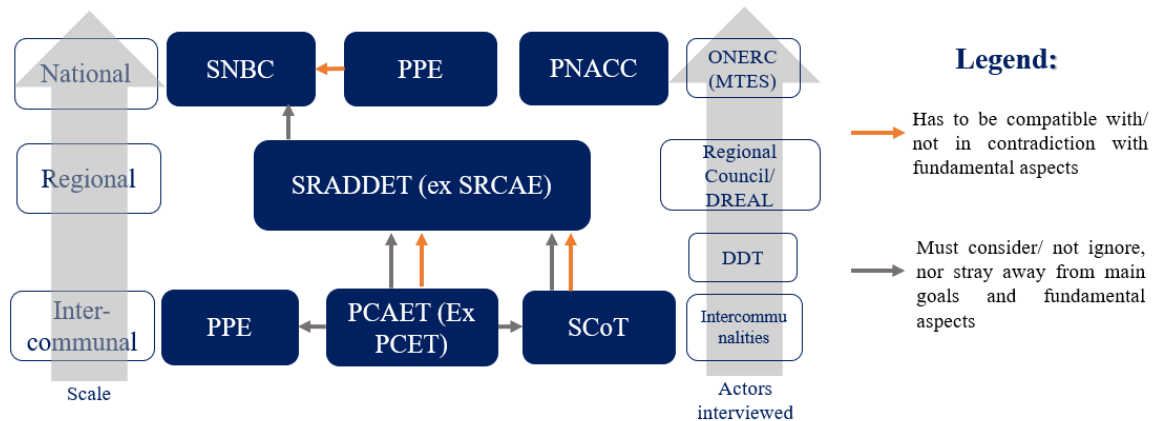 National
SNBC
PPE
PNACC
ONERC
(MTES)
Legend:
Has to be compatible with/
not in contradiction with
fundamental aspects
Regional
SRADDET (ex SRCAE)
Regional
Council/
DREAL
DDT
Must consider/ not ignore,
nor stray away from main
goals and fundamental
aspects
Inter-
communal
PPE
PCAET (Ex
PCET)
SCoT
Intercommu
nalities
Scale
Actors
interviewed